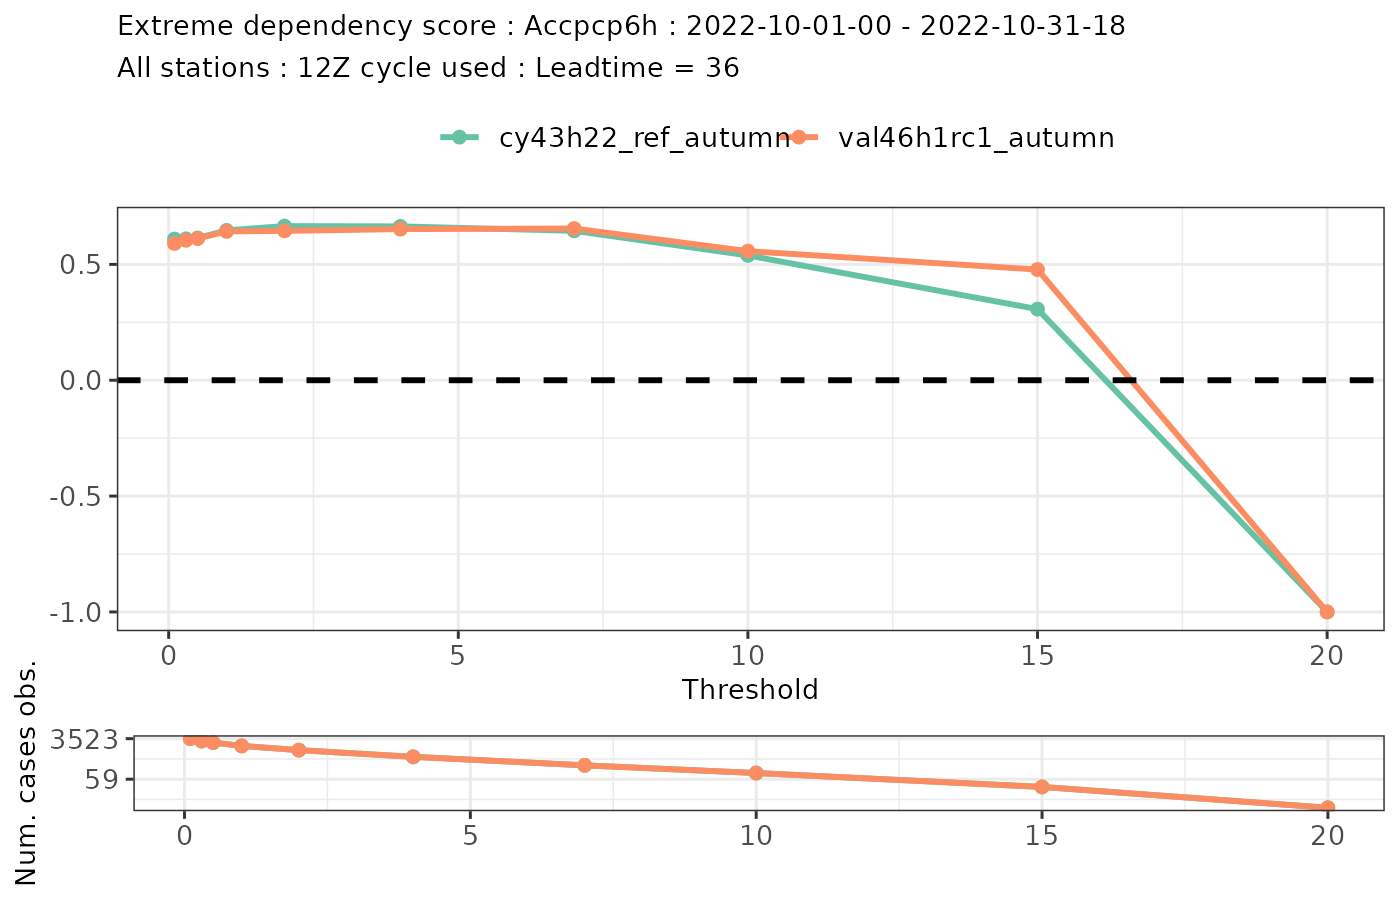 Extreme dependency score : Accpcp6h : 2022-10-01-00 - 2022-10-31-18
All stations : 12Z cycle used : Leadtime = 36
cy43h22_ref_autumn val46h1rc1_autumn
0.5
0.0
-0.5
-1.0
0 5 10 15 20
Threshold
Num. cases obs.
3523
59
0 5 10 15 20